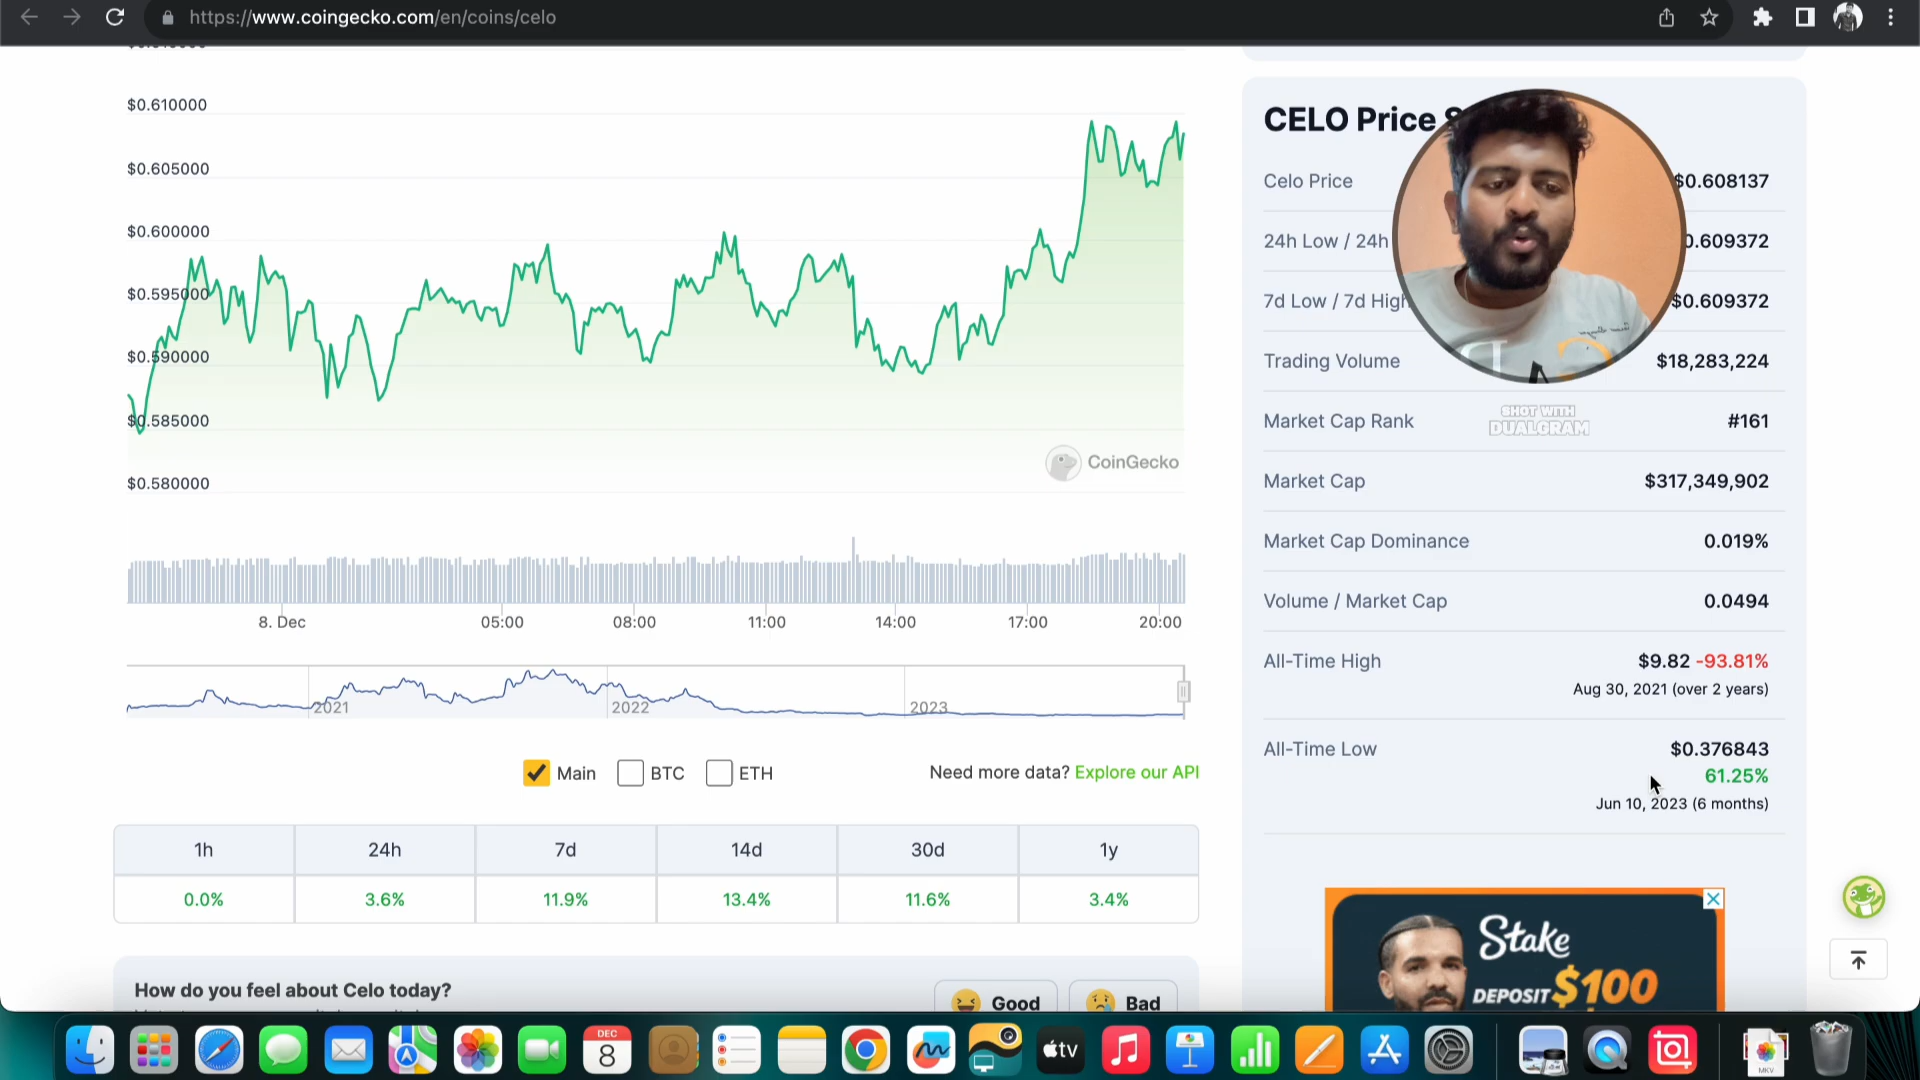 https://www.coingecko.com/en/coins/celo
$0.610000
$0.605000
$0.600000
$0.595000
$0.590000
$0.585000
$0.580000
CoinGecko
8. Dec
05:00
08:00
11:00
14:00
17:00
20:00
2021
2022
2023
Main
BTC
ETH
Need more data? Explore our API
1h 24h 7d 14d 30d 1y
0.0% 3.6% 11.9% 13.4% 11.6% 3.4%
How do you feel about Celo today?
Good
Bad
CELO Price
Celo Price $0.608137
24h Low / 24h 0.609372
7d Low / 7d High $0.609372
Trading Volume $18,283,224
SHOT WITH
DUALGRAM
Market Cap Rank #161
Market Cap $317,349,902
Market Cap Dominance 0.019%
Volume / Market Cap 0.0494
All-Time High $9.82 -93.81%
Aug 30, 2021 (over 2 years)
All-Time Low $0.376843
61.25%
Jun 10, 2023 (6 months)
Stake
DEPOSIT $100
DEC
8
tv
MKV